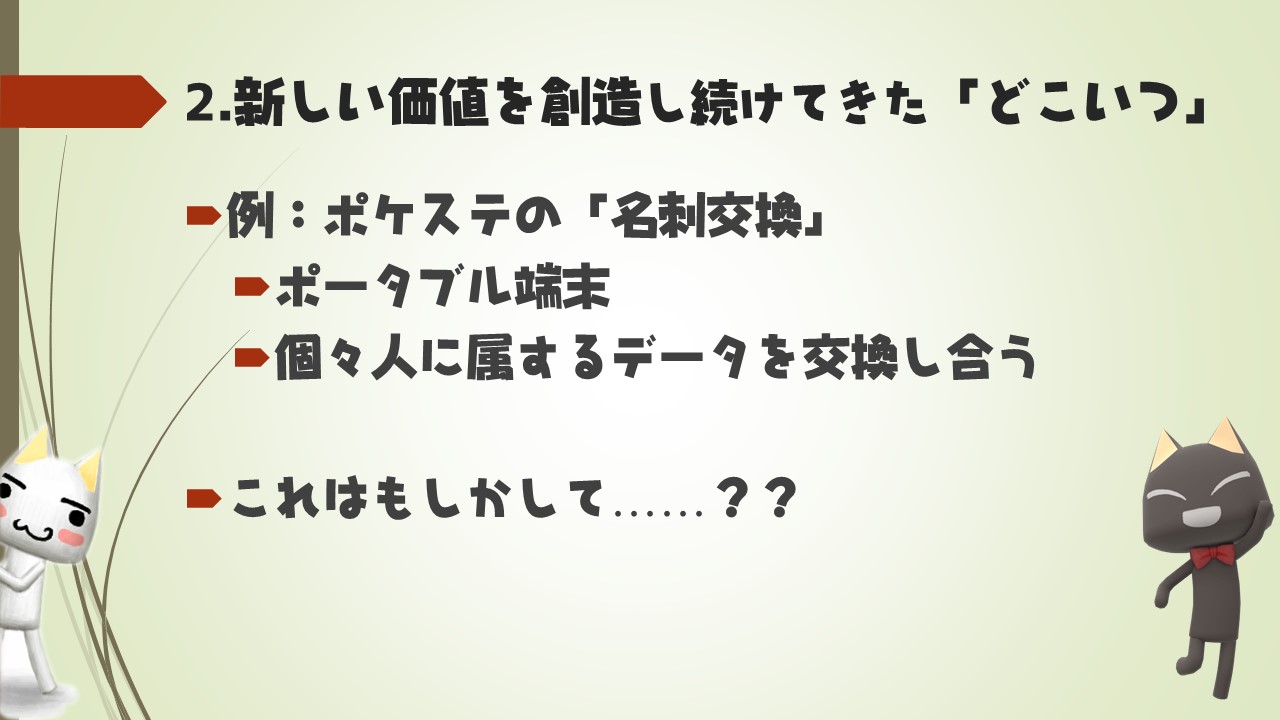 2.新しい価値を創造し続けてきた「どこいつ」
例：ポケステの「名刺交換」
ポータブル端末
個々人に属するデータを交換し合う
これはもしかして……？？